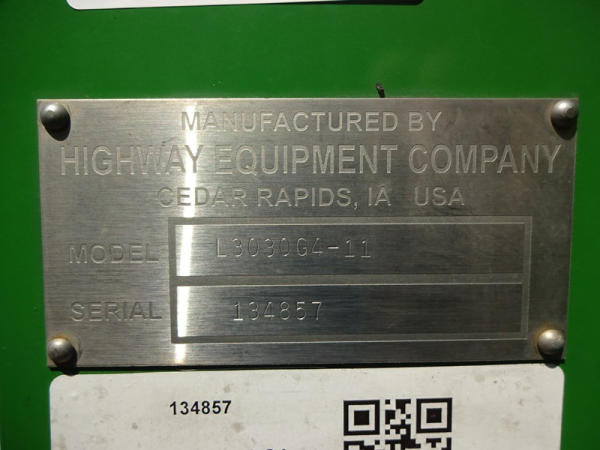 MANUFACTURED BY
HIGHWAY EQUIPMENT COMPANY
CEDAR RAPIDS, IA USA
MODEL L3030G4-11
SERIAL 134857
134857